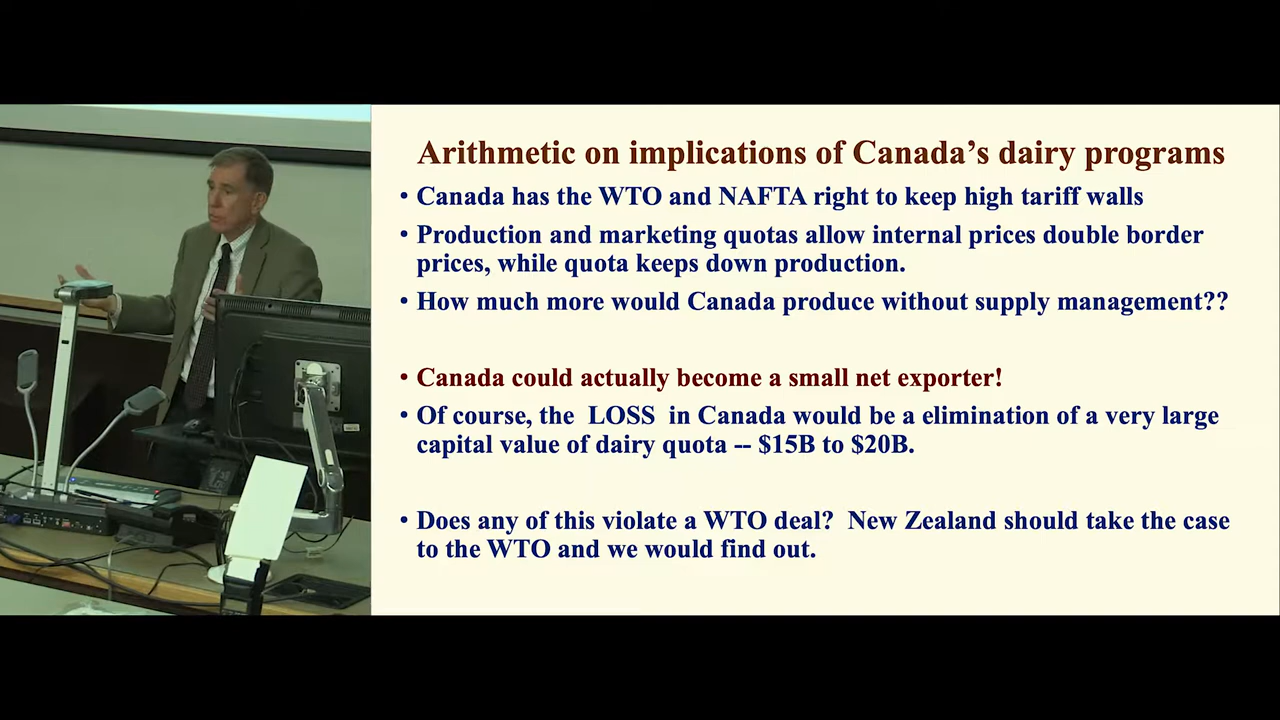 Arithmetic on implications of Canada's dairy programs
• Canada has the WTO and NAFTA right to keep high tariff walls
• Production and marketing quotas allow internal prices double border
prices, while quota keeps down production.
• How much more would Canada produce without supply management??
• Canada could actually become a small net exporter!
• Of course, the LOSS in Canada would be a elimination of a very large
capital value of dairy quota -- $15B to $20B.
• Does any of this violate a WTO deal? New Zealand should take the case
to the WTO and we would find out.